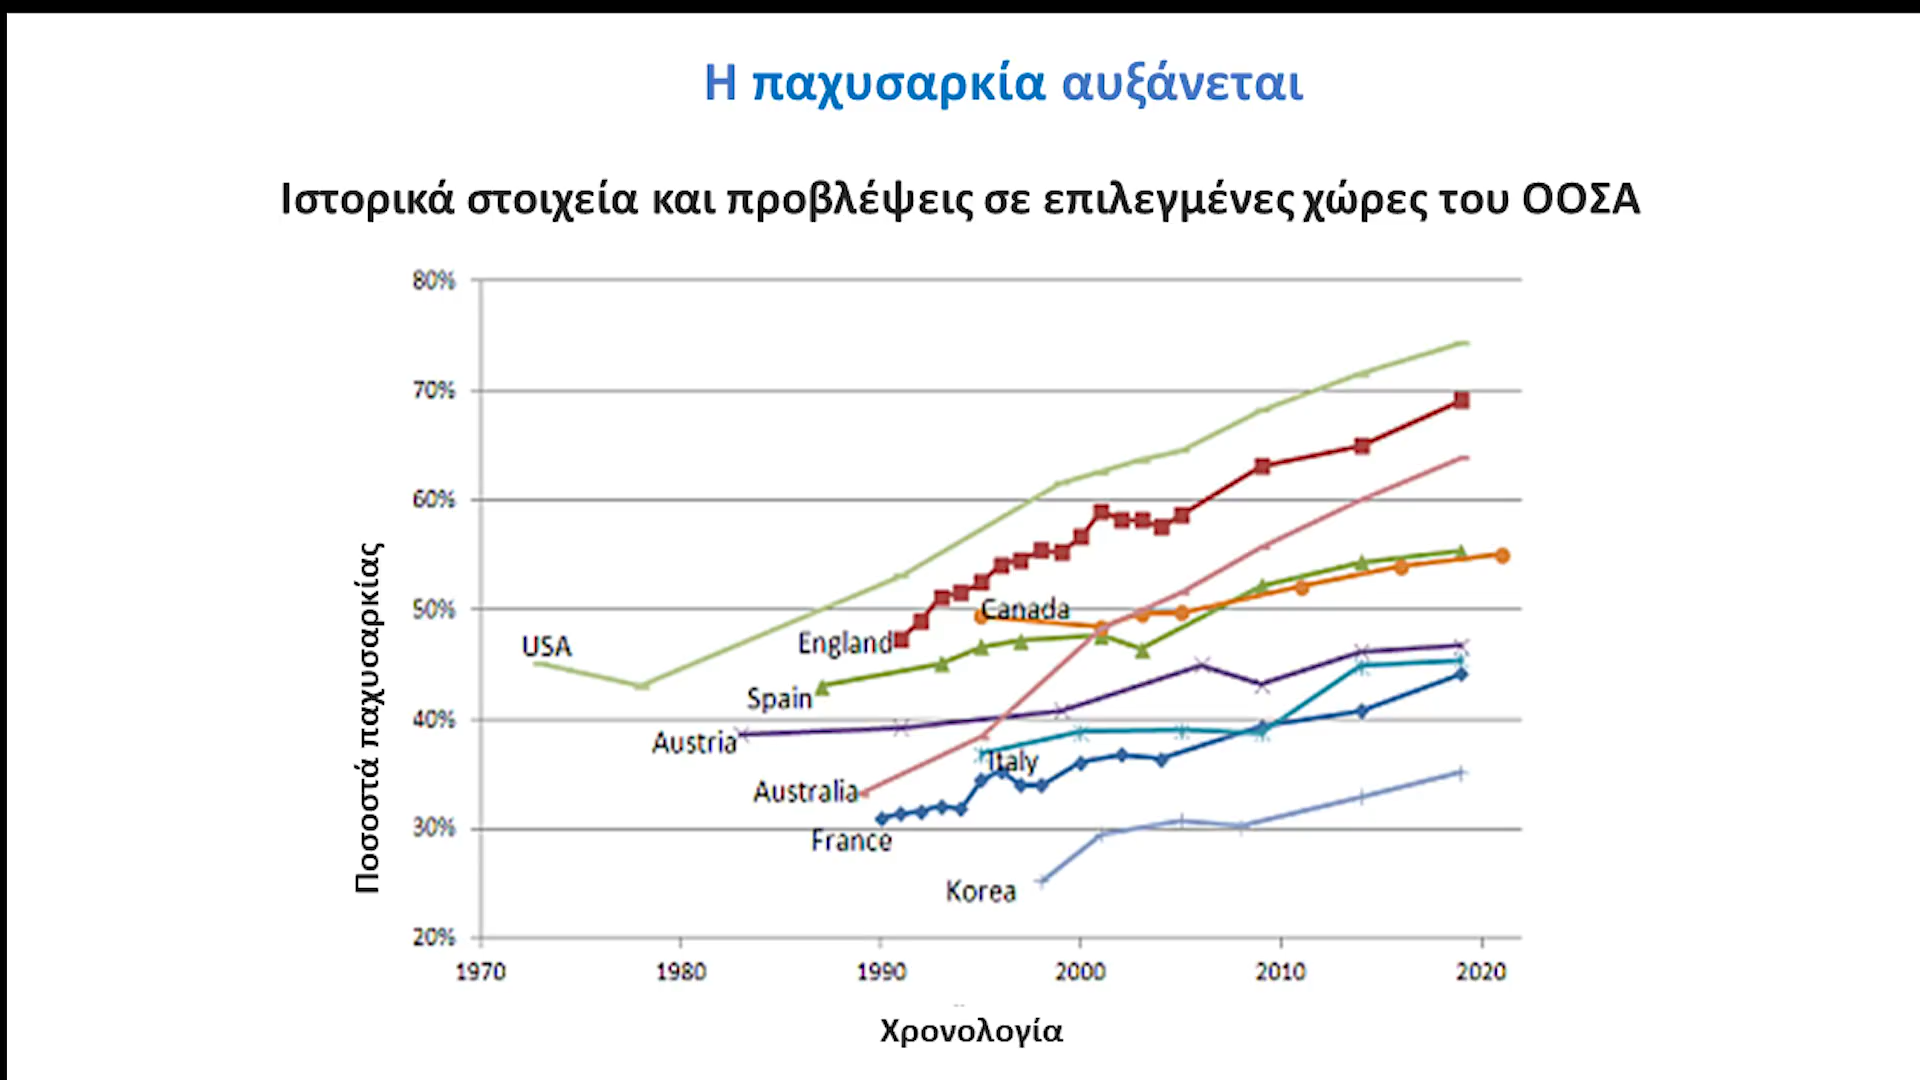 Η παχυσαρκία αυξάνεται
Ιστορικά στοιχεία και προβλέψεις σε επιλεγμένες χώρες του ΟΟΣΑ
80%
70%
60%
50%
40%
30%
20%
Ποσοστά παχυσαρκίας
USA
England
Canada
Spain
Austria
Italy
Australia
France
Korea
1970 1980 1990 2000 2010 2020
Χρονολογία